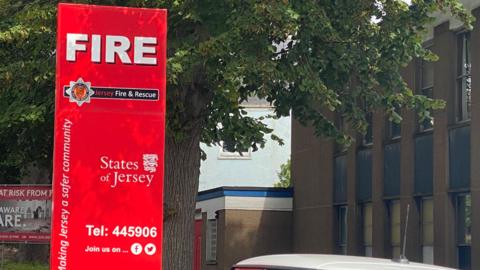 FIRE
Jersey Fire & Rescue
Making Jersey a safer community
States
of Jersey
Tel: 445906
Join us on ...
AT RISK FROM F
AWARE
ARE.